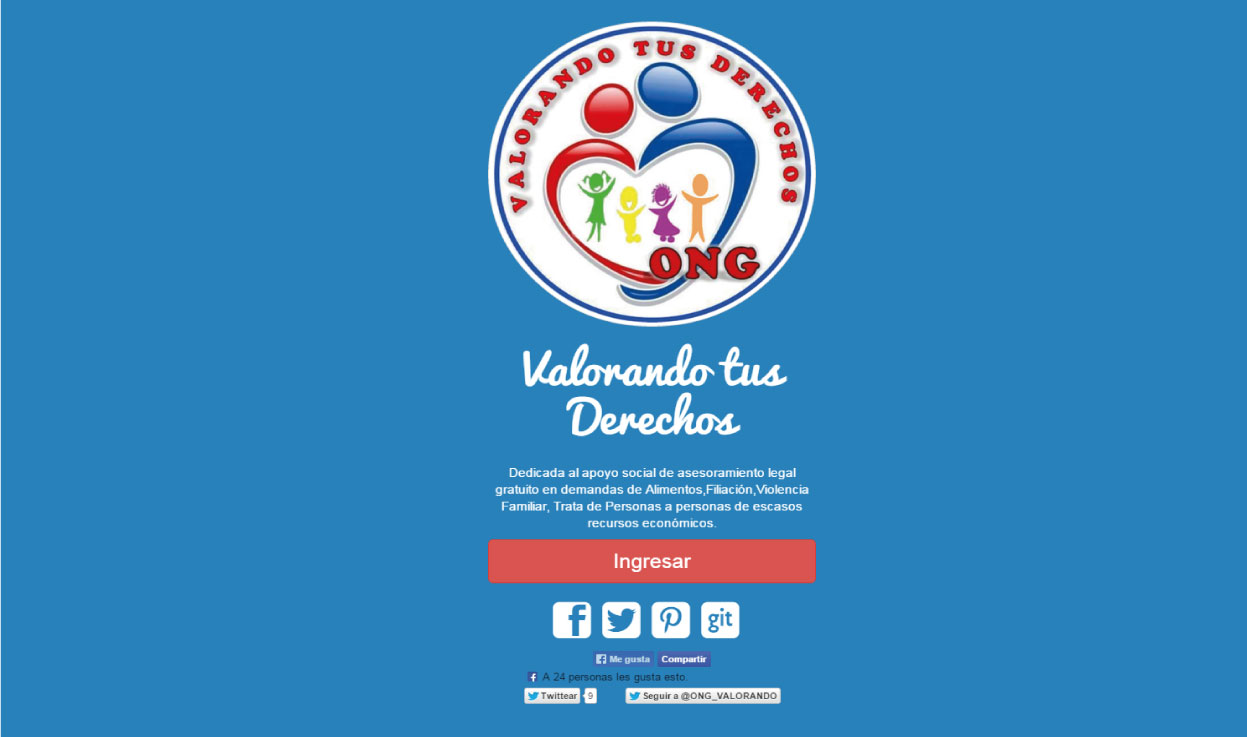 VALORANDO TUS DERECHOS
ONG
Valorando tus
Derechos
Dedicada al apoyo social de asesoramiento legal
gratuito en demandas de Alimentos,Filiación,Violencia
Familiar, Trata de Personas a personas de escasos
recursos económicos.
Ingresar
git
Me gusta Compartir
A 24 personas les gusta esto.
Twittear 9 Seguir a @ONG_VALORANDO